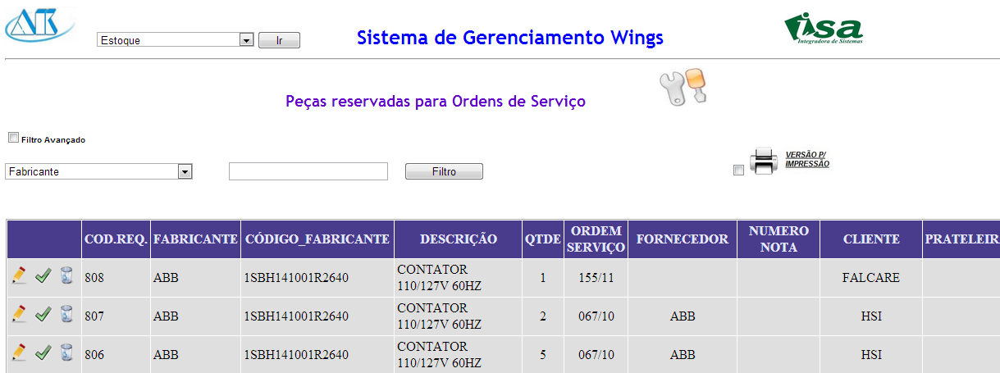 Estoque Ir Sistema de Gerenciamento Wings isa
Integradora de Sistemas
Peças reservadas para Ordens de Serviço
Filtro Avançado
Fabricante Filtro VERSÃO P/
IMPRESSÃO
COD.REQ. FABRICANTE CÓDIGO_FABRICANTE DESCRIÇÃO QTDE ORDEM SERVIÇO FORNECEDOR NUMERO NOTA CLIENTE PRATELEIR
808 ABB 1SBH141001R2640 CONTATOR 1 155/11 FALCARE
110/127V 60HZ
807 ABB 1SBH141001R2640 CONTATOR 2 067/10 ABB HSI
110/127V 60HZ
806 ABB 1SBH141001R2640 CONTATOR 5 067/10 ABB HSI
110/127V 60HZ